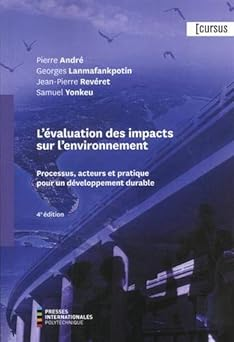 [cursus
Pierre André
Georges Lanmafankpotin
Jean-Pierre Revéret
Samuel Yonkeu
L'évaluation des impacts
sur l'environnement
Processus, acteurs et pratique
pour un développement durable
4e édition
PRESSES
INTERNATIONALES
POLYTECHNIQUE